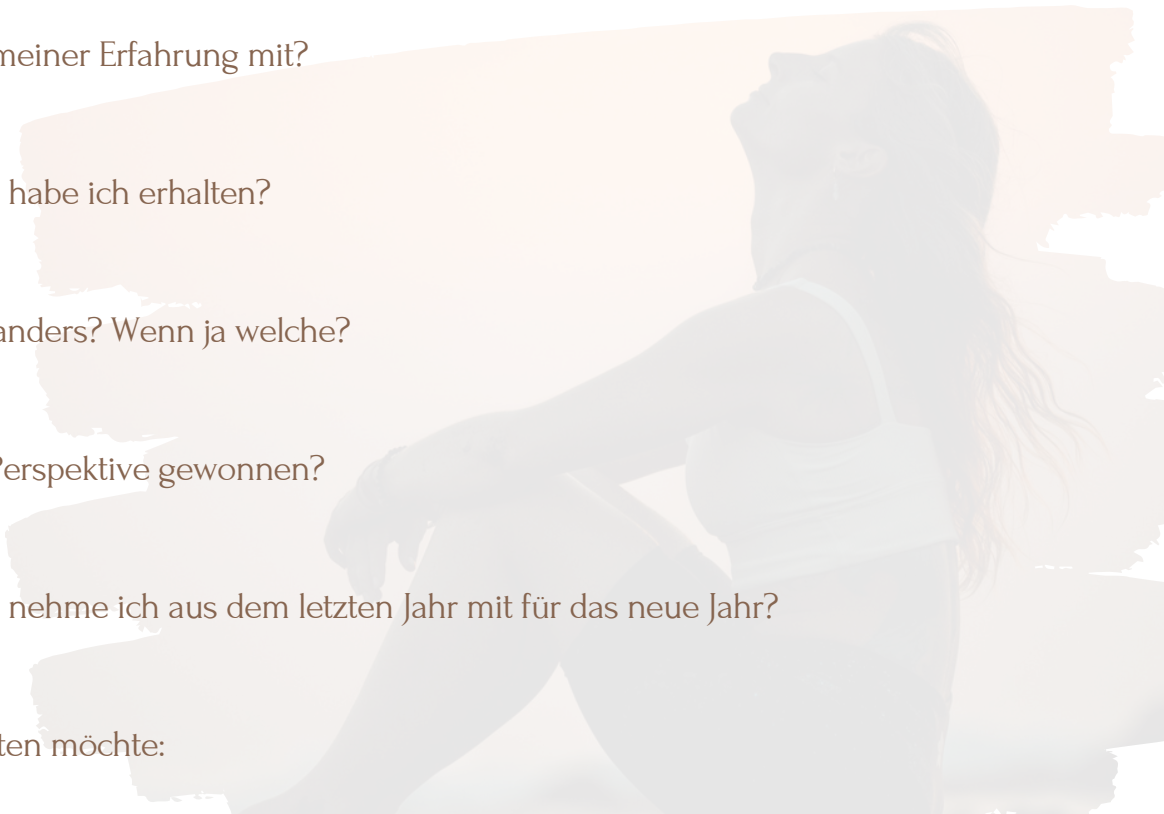 meiner Erfahrung mit?
habe ich erhalten?
anders? Wenn ja welche?
Perspektive gewonnen?
nehme ich aus dem letzten Jahr mit für das neue Jahr?
ten möchte: